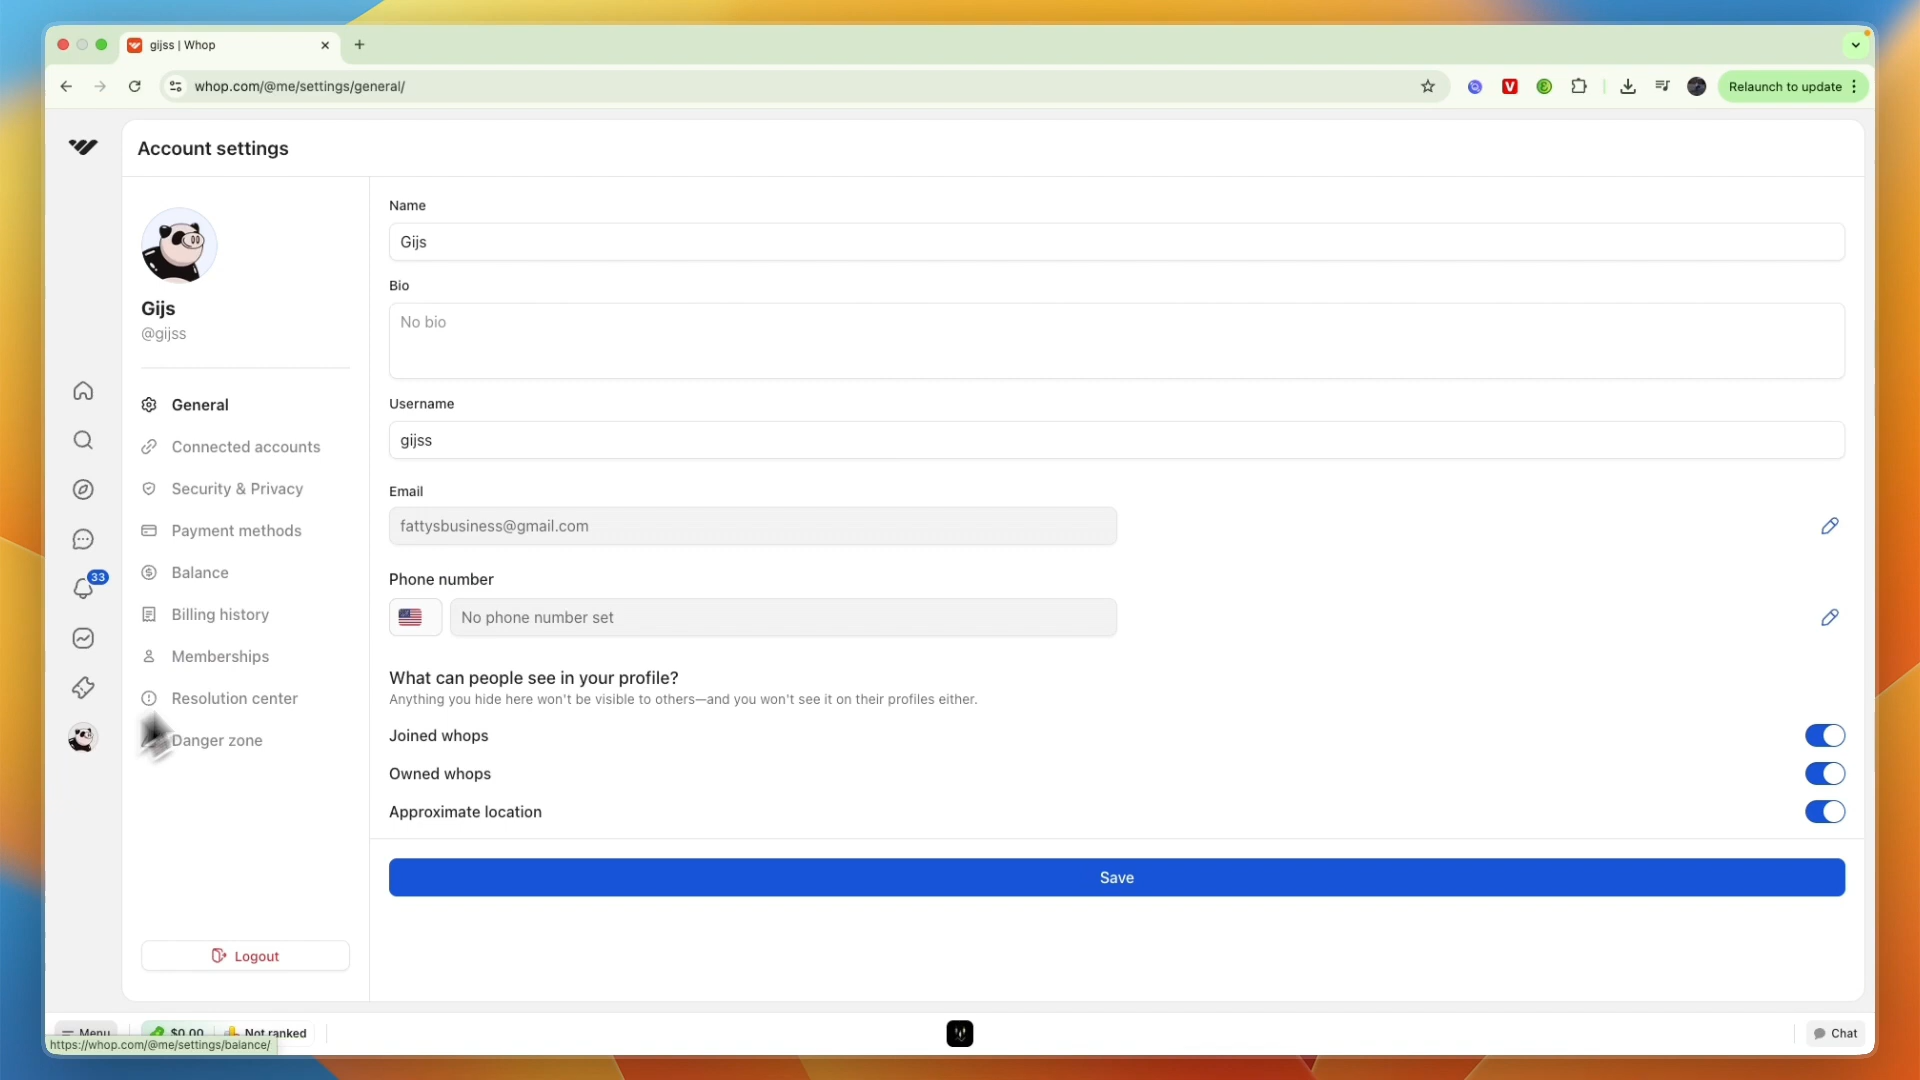 gijss | Whop
whop.com/@me/settings/general/
Relaunch to update
Account settings
Gijs
@gijss
General
Connected accounts
Security & Privacy
Payment methods
Balance
Billing history
Memberships
Resolution center
Danger zone
Logout
33
Name
Gijs
Bio
No bio
Username
gijss
Email
fattysbusiness@gmail.com
Phone number
No phone number set
What can people see in your profile?
Anything you hide here won't be visible to others—and you won't see it on their profiles either.
Joined whops
Owned whops
Approximate location
Save
Menu
$0.00
Not ranked
Chat
https://whop.com/@me/settings/balance/